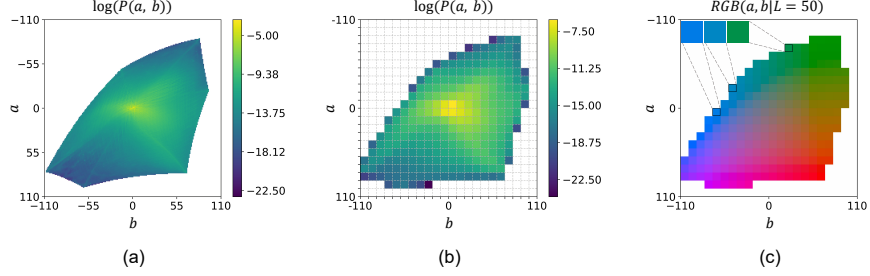 log(P(a, b))
-110
−55
0
55
110
a
−110
−55
0
55
110
b
−5.00
−9.38
−13.75
−18.12
−22.50
(a)
log(P(a, b))
-110
0
110
a
−110
0
110
b
−7.50
−11.25
−15.00
−18.75
−22.50
(b)
RGB(a, b|L = 50)
-110
0
110
a
−110
0
110
b
(c)